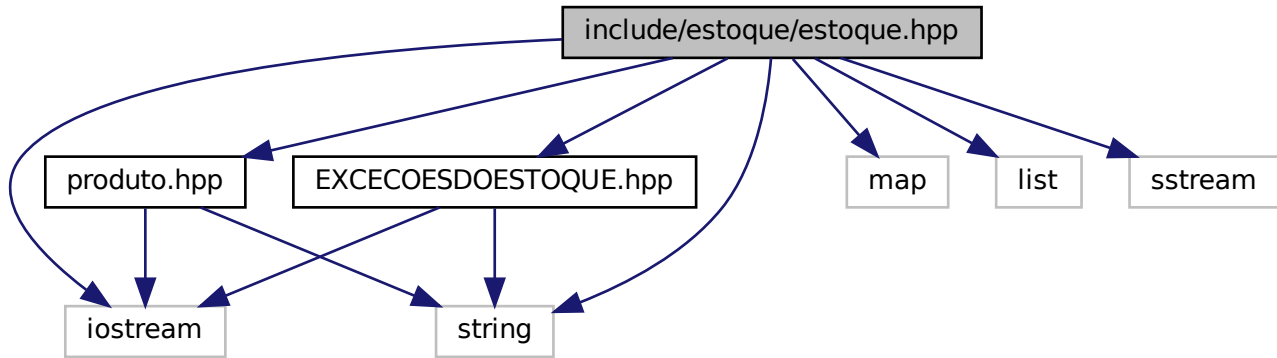 include/estoque/estoque.hpp
produto.hpp
EXCECOESDOESTOQUE.hpp
map
list
sstream
iostream
string